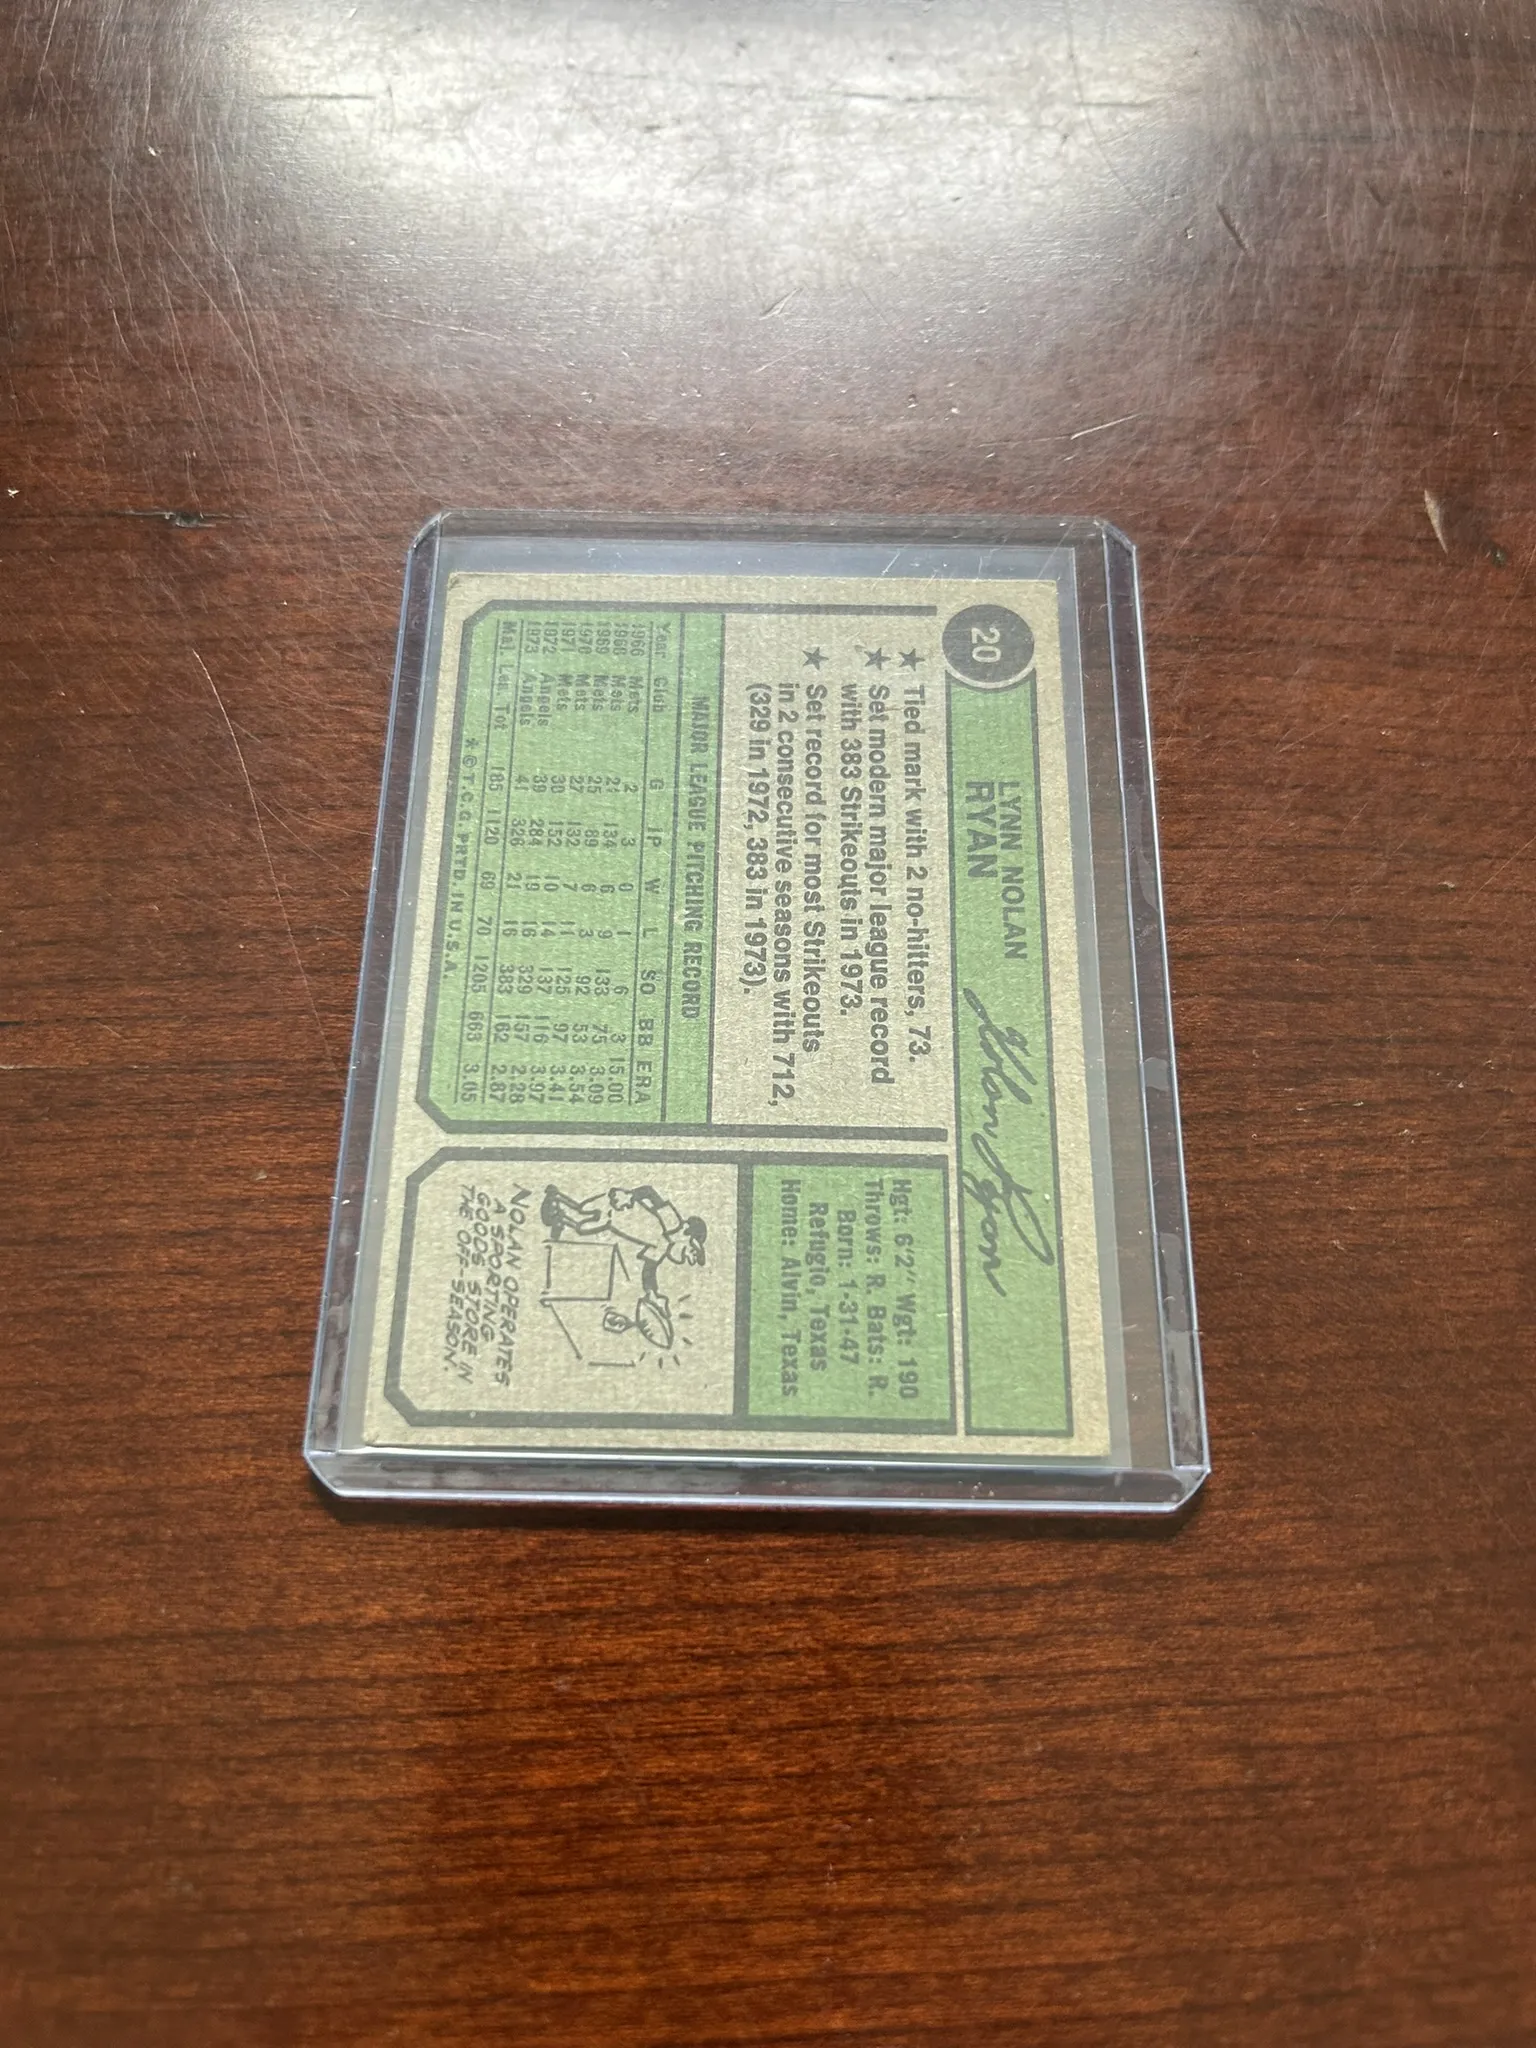 20
LYNN NOLAN
RYAN
Nolan Ryan
★ Tied mark with 2 no-hitters, 73.
★ Set modern major league record
with 383 Strikeouts in 1973.
★ Set record for most Strikeouts
in 2 consecutive seasons with 712,
(329 in 1972, 383 in 1973).
Hgt: 6'2" Wgt: 190
Throws: R. Bats: R.
Born: 1-31-47
Refugio, Texas
Home: Alvin, Texas
MAJOR LEAGUE PITCHING RECORD
Year Club G IP W L SO BB ERA
1966 Mets 2 3 0 1 6 3 15.00
1968 Mets 21 134 6 9 133 75 3.09
1969 Mets 25 89 6 3 92 53 3.54
1970 Mets 27 132 7 11 125 97 3.41
1971 Mets 30 152 10 14 137 116 3.97
1972 Angels 39 284 19 16 329 157 2.28
1973 Angels 41 326 21 16 383 162 2.87
Maj. Lea. Tot 185 1120 69 70 1205 663 3.05
*©T.C.G. PRTD. IN U.S.A.
NOLAN OPERATES
A SPORTING
GOODS STORE IN
THE OFF-SEASON.